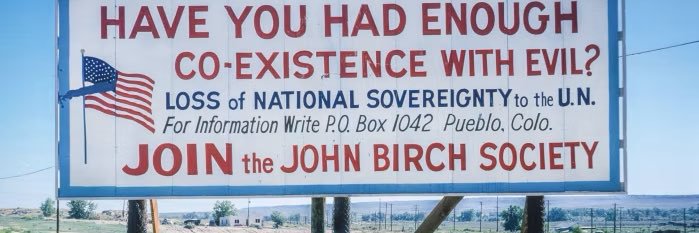 HAVE YOU HAD ENOUGH
CO-EXISTENCE WITH EVIL?
LOSS of NATIONAL SOVEREIGNTY to the U.N.
For Information Write P.O. Box 1042 Pueblo, Colo.
JOIN the JOHN BIRCH SOCIETY